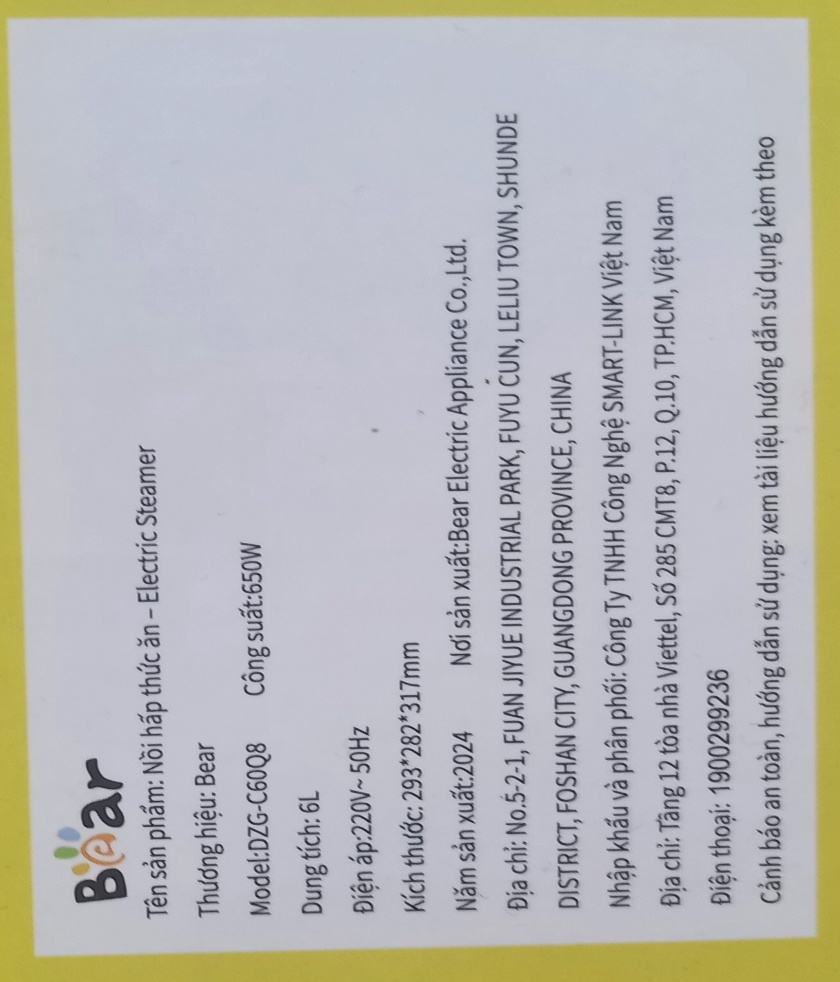 Bear
Tên sản phẩm: Nồi hấp thức ăn – Electric Steamer
Thương hiệu: Bear
Model:DZG-C60Q8 Công suất:650W
Dung tích: 6L
Điện áp:220V~ 50Hz
Kích thước: 293*282*317mm
Năm sản xuất:2024 Nơi sản xuất:Bear Electric Appliance Co.,Ltd.
Địa chỉ: No.5-2-1, FUAN JIYUE INDUSTRIAL PARK, FUYU CUN, LELIU TOWN, SHUNDE
DISTRICT, FOSHAN CITY, GUANGDONG PROVINCE, CHINA
Nhập khẩu và phân phối: Công Ty TNHH Công Nghệ SMART-LINK Việt Nam
Địa chỉ: Tầng 12 tòa nhà Viettel, Số 285 CMT8, P.12, Q.10, TP.HCM, Việt Nam
Điện thoại: 1900299236
Cảnh báo an toàn, hướng dẫn sử dụng: xem tài liệu hướng dẫn sử dụng kèm theo